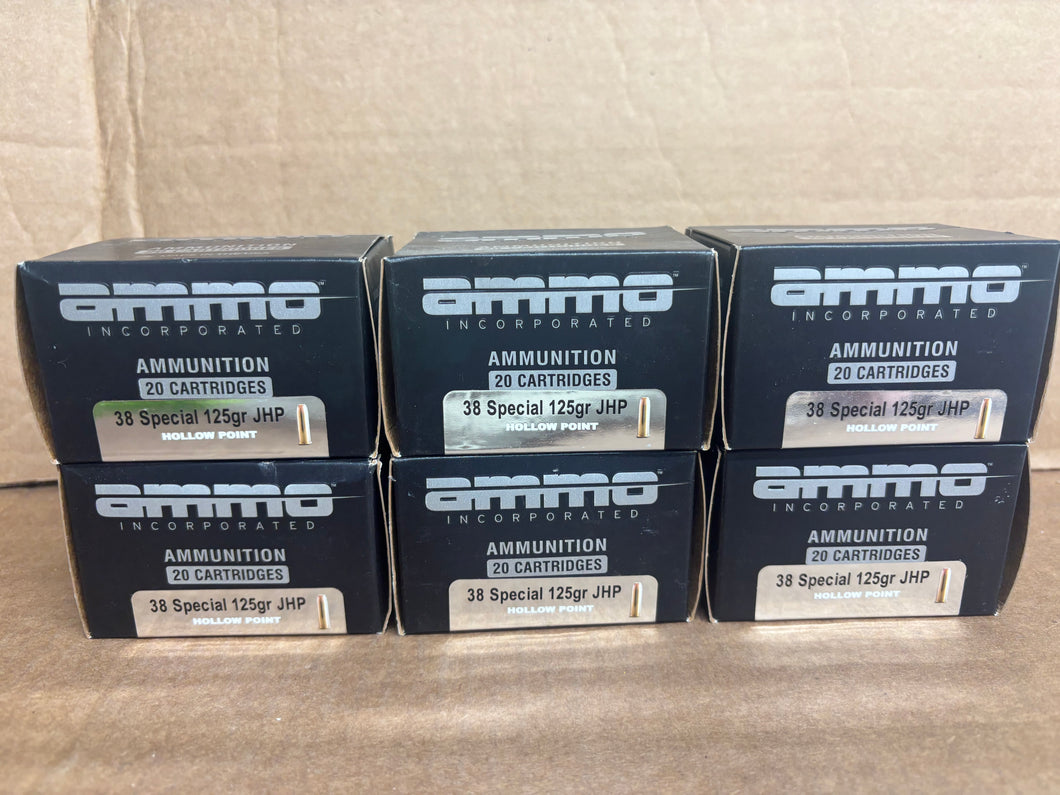 AMMUNITION
ammo
INCORPORATED
AMMUNITION
20 CARTRIDGES
38 Special 125gr JHP
HOLLOW POINT
AMMUNITION
ammo
INCORPORATED
AMMUNITION
20 CARTRIDGES
38 Special 125gr JHP
HOLLOW POINT
ammo
INCORPORATED
AMMUNITION
20 CARTRIDGES
38 Special 125gr JHP
HOLLOW POINT
ammo
INCORPORATED
AMMUNITION
20 CARTRIDGES
38 Special 125gr JHP
HOLLOW POINT
ammo
INCORPORATED
AMMUNITION
20 CARTRIDGES
38 Special 125gr JHP
HOLLOW POINT
ammo
INCORPORATED
AMMUNITION
20 CARTRIDGES
38 Special 125gr JHP
HOLLOW POINT